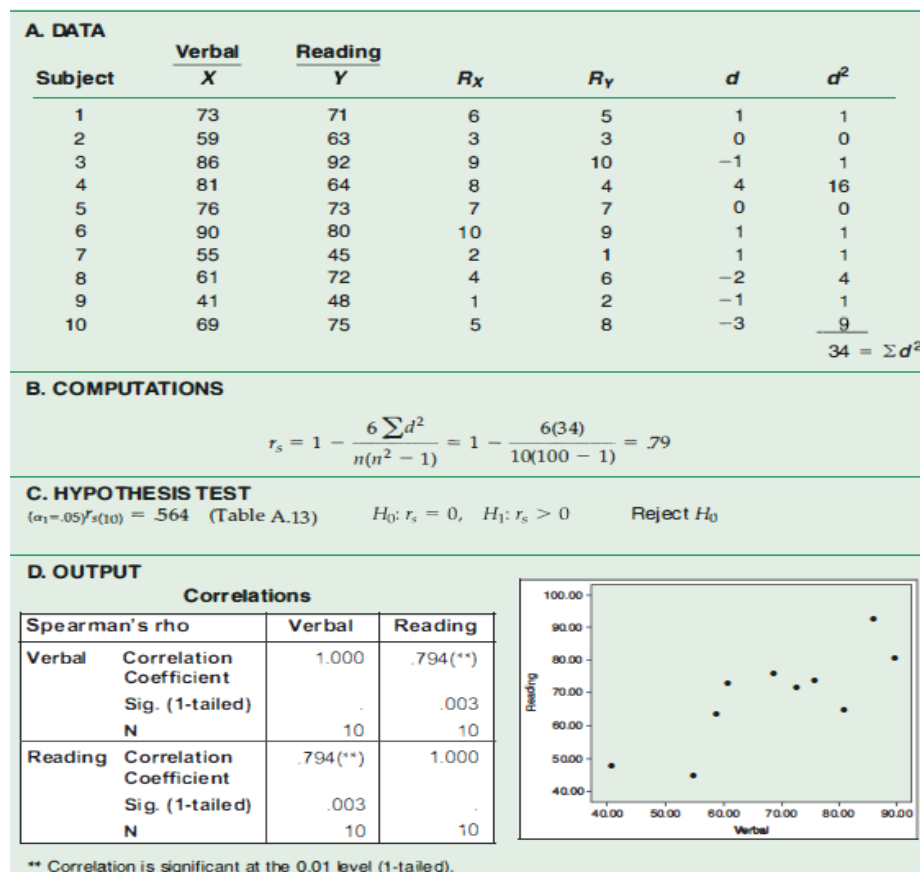 A. DATA
Verbal Reading
Subject X Y RX RY d d²
1 73 71 6 5 1 1
2 59 63 3 3 0 0
3 86 92 9 10 −1 1
4 81 64 8 4 4 16
5 76 73 7 7 0 0
6 90 80 10 9 1 1
7 55 45 2 1 1 1
8 61 72 4 6 −2 4
9 41 48 1 2 −1 1
10 69 75 5 8 −3 9
34 = Σd²
B. COMPUTATIONS
rs = 1 − 6 Σd² / n(n² − 1) = 1 − 6(34) / 10(100 − 1) = .79
C. HYPOTHESIS TEST
(α1=.05)rs(10) = .564 (Table A.13) H0: rs = 0, H1: rs > 0 Reject H0
D. OUTPUT
Correlations
Spearman's rho Verbal Reading
Verbal Correlation Coefficient 1.000 .794(**)
Sig. (1-tailed) . .003
N 10 10
Reading Correlation Coefficient .794(**) 1.000
Sig. (1-tailed) .003 .
N 10 10
** Correlation is significant at the 0.01 level (1-tailed).
100.00
90.00
80.00
70.00
60.00
50.00
40.00
Reading
40.00 50.00 60.00 70.00 80.00 90.00
Verbal